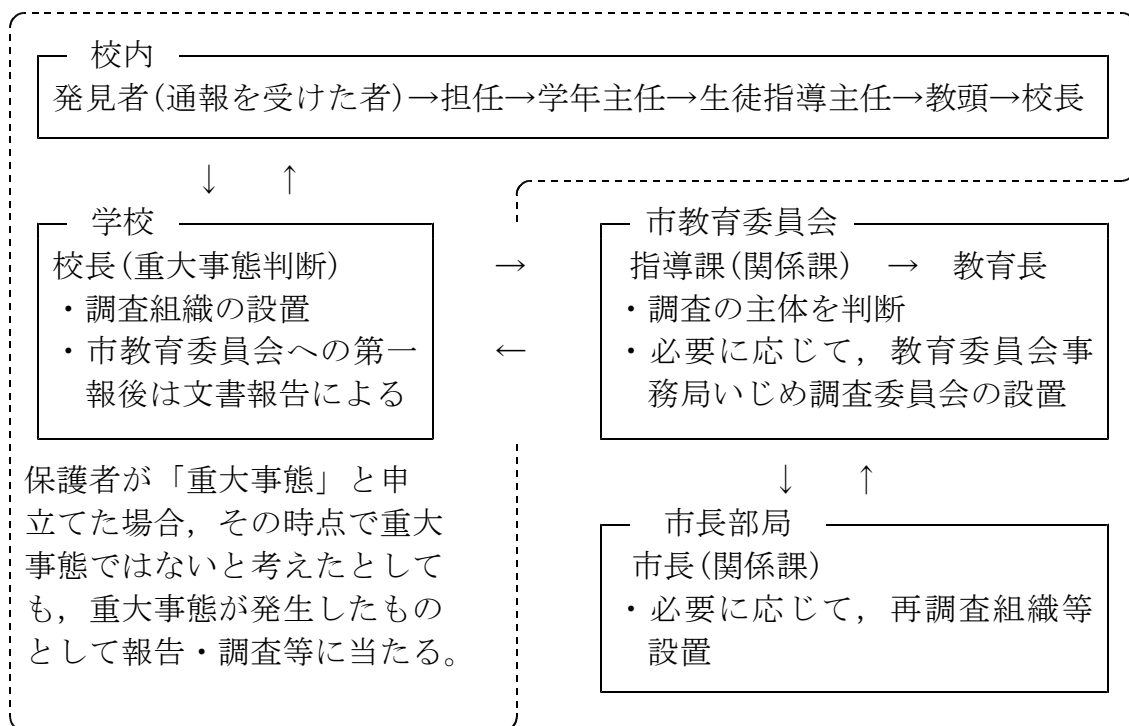 校内
発見者(通報を受けた者)→担任→学年主任→生徒指導主任→教頭→校長
↓ ↑
学校
校長(重大事態判断)
・調査組織の設置
・市教育委員会への第一
報後は文書報告による
→
←
市教育委員会
指導課(関係課) → 教育長
・調査の主体を判断
・必要に応じて，教育委員会事
務局いじめ調査委員会の設置
保護者が「重大事態」と申
立てた場合，その時点で重大
事態ではないと考えたとして
も，重大事態が発生したもの
として報告・調査等に当たる。
↓ ↑
市長部局
市長(関係課)
・必要に応じて，再調査組織等
設置